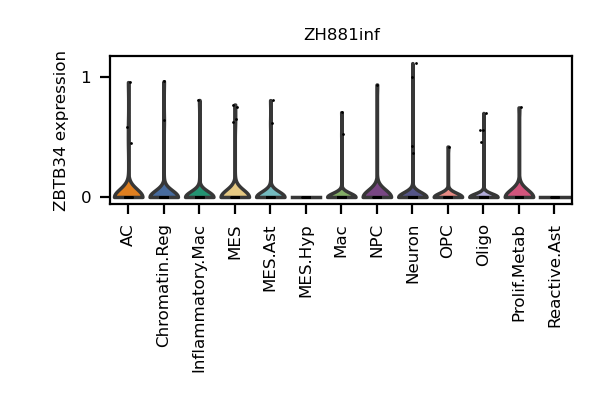 ZH881inf
ZBTB34 expression
1
0
AC
Chromatin.Reg
Inflammatory.Mac
MES
MES.Ast
MES.Hyp
Mac
NPC
Neuron
OPC
Oligo
Prolif.Metab
Reactive.Ast